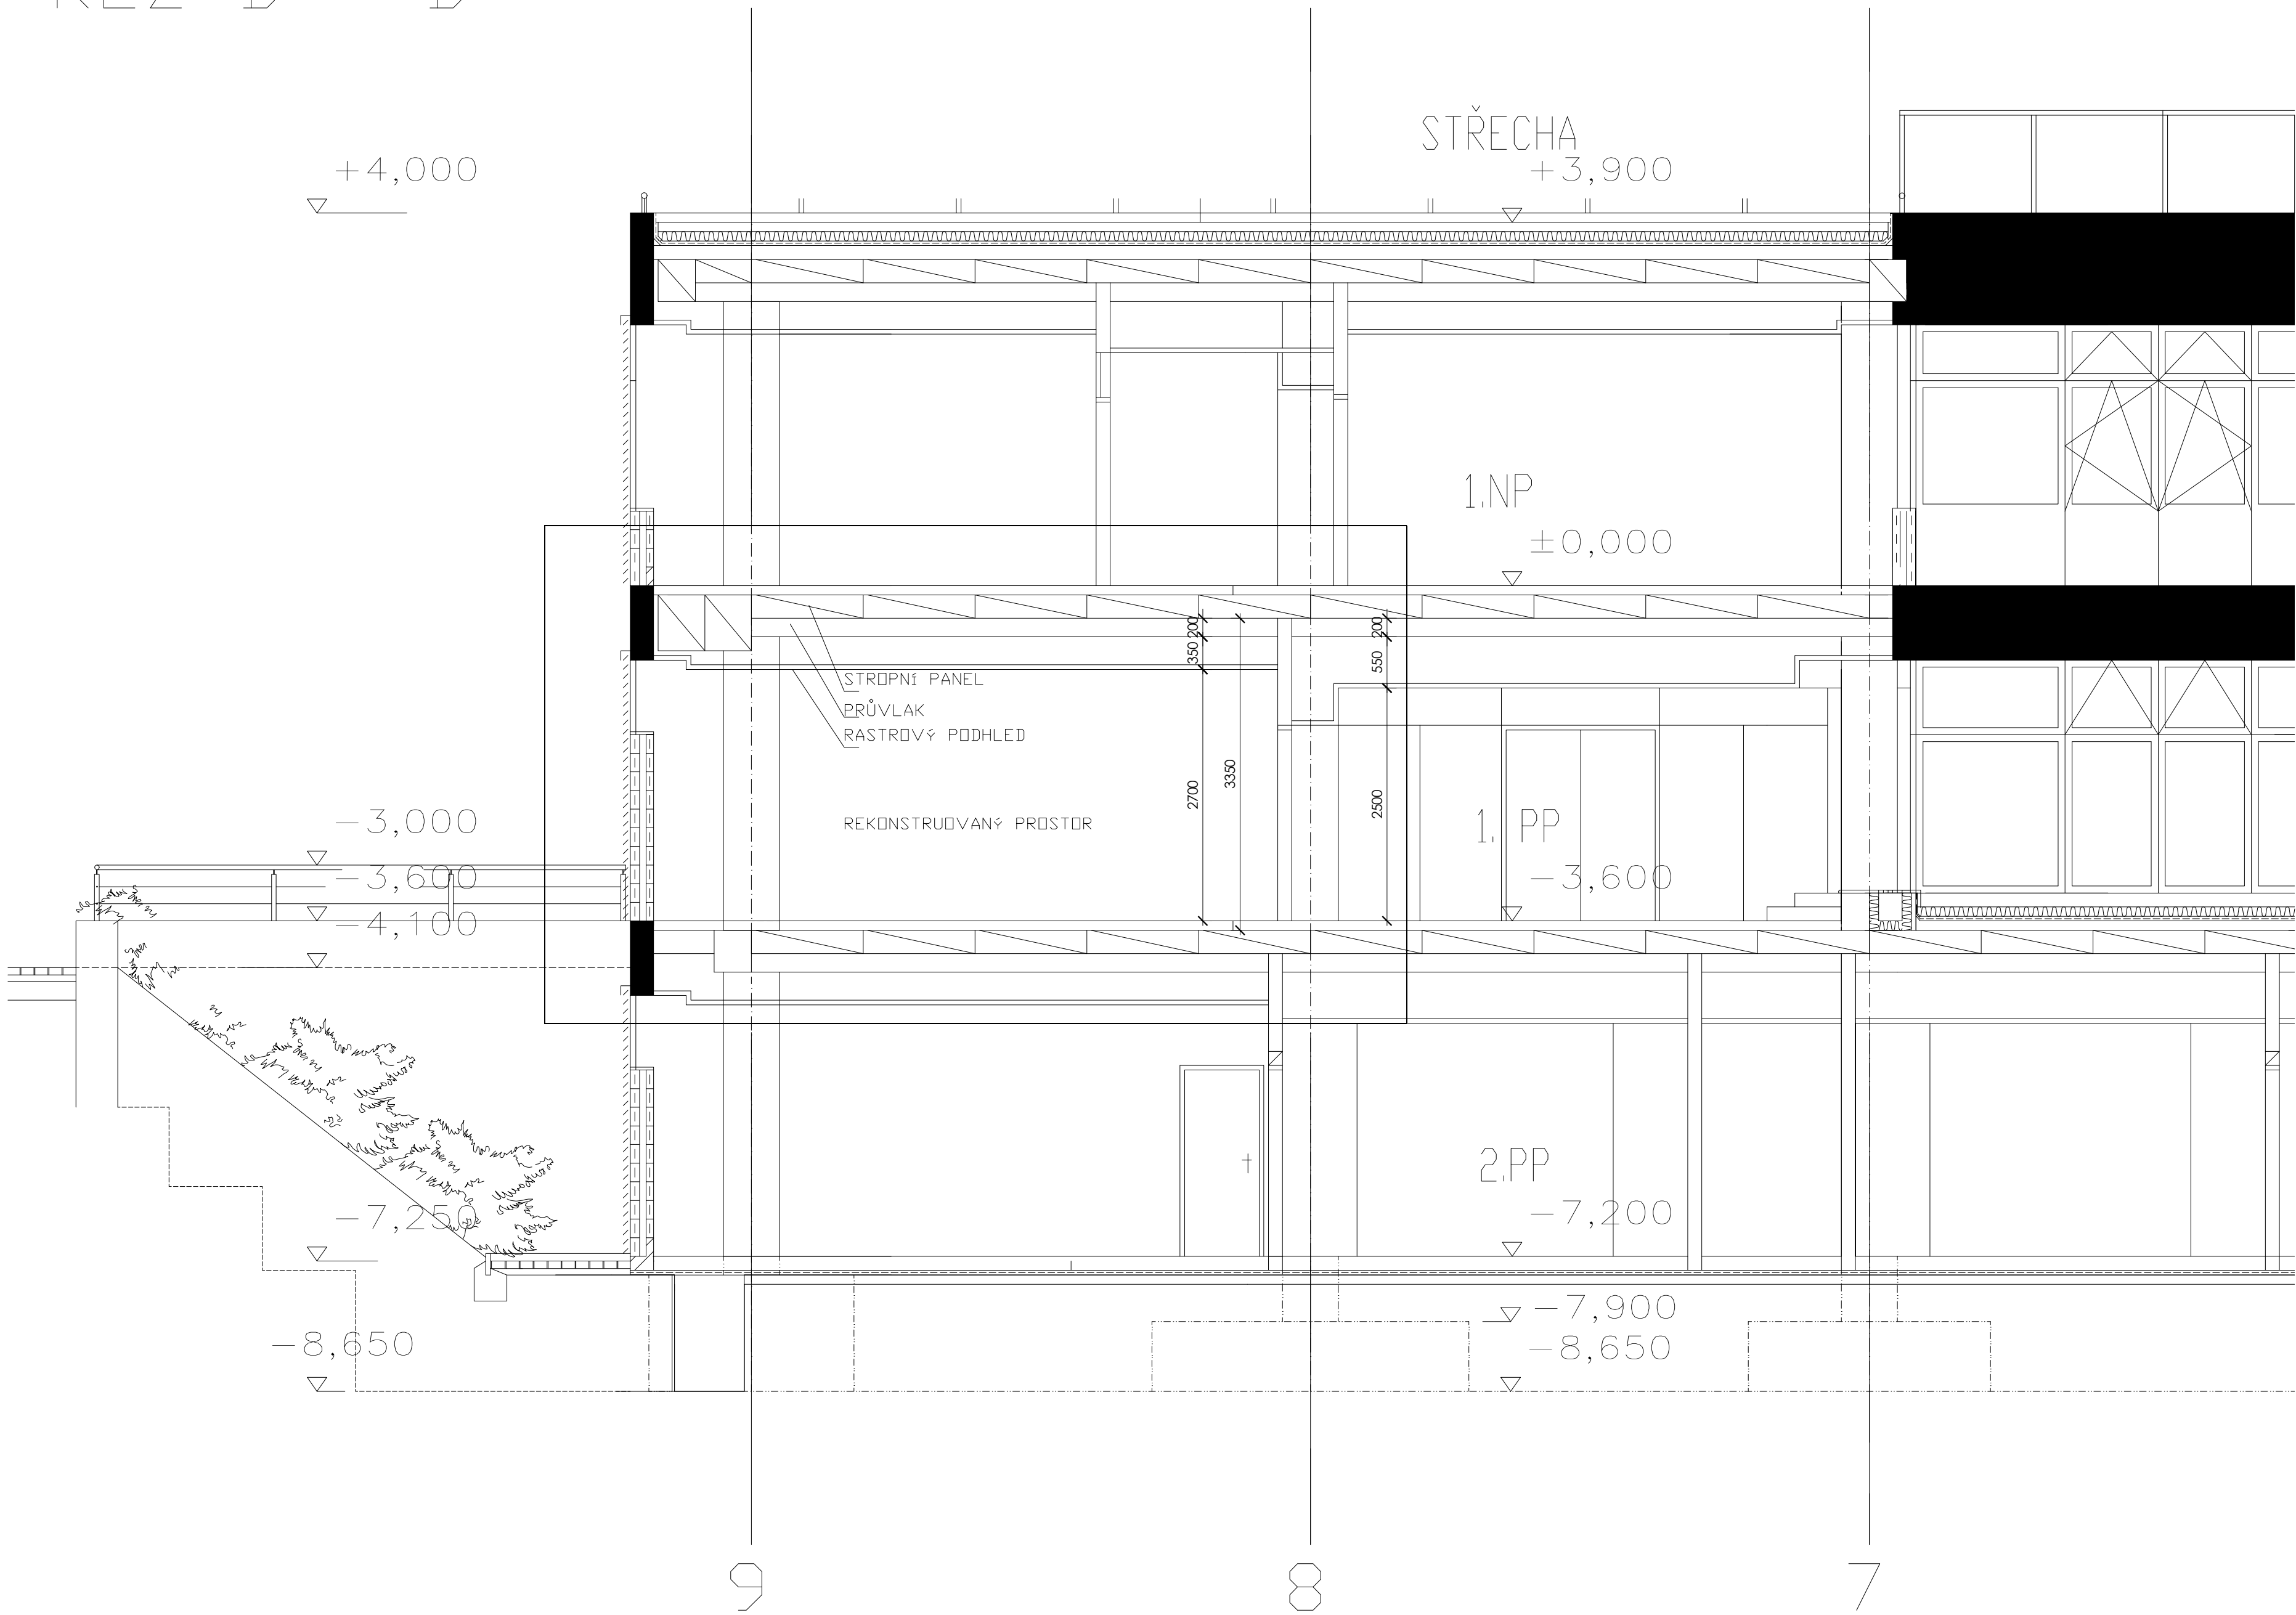 STŘECHA
+4,000
+3,900
1.NP
±0,000
200
350
200
550
STROPNÍ PANEL
PRŮVLAK
RASTROVÝ PODHLED
3350
2700
2500
REKONSTRUOVANÝ PROSTOR
1. PP
-3,000
-3,600
-3,600
-4,100
2.PP
-7,250
-7,200
-7,900
-8,650
-8,650
9
8
7